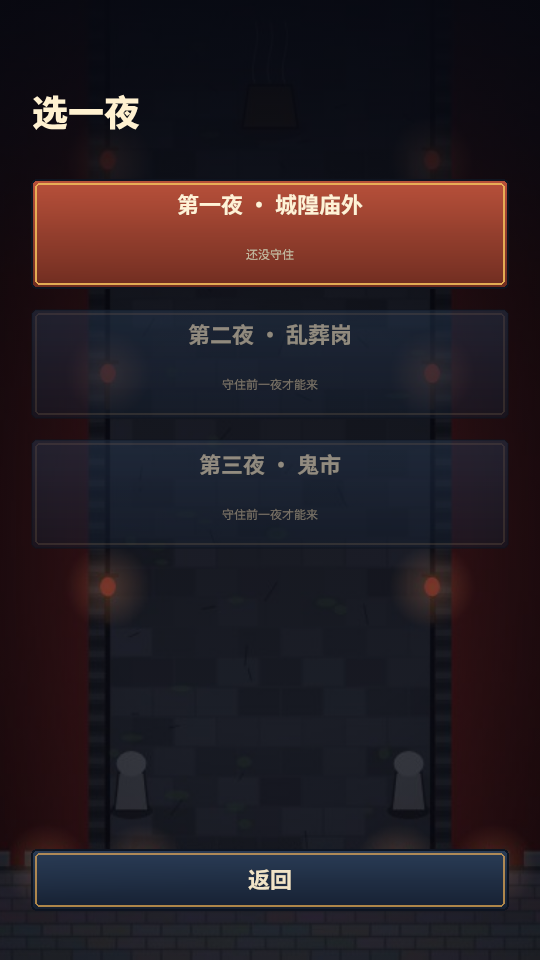 选一夜
第一夜 · 城隍庙外
还没守住
第二夜 · 乱葬岗
守住前一夜才能来
第三夜 · 鬼市
守住前一夜才能来
返回